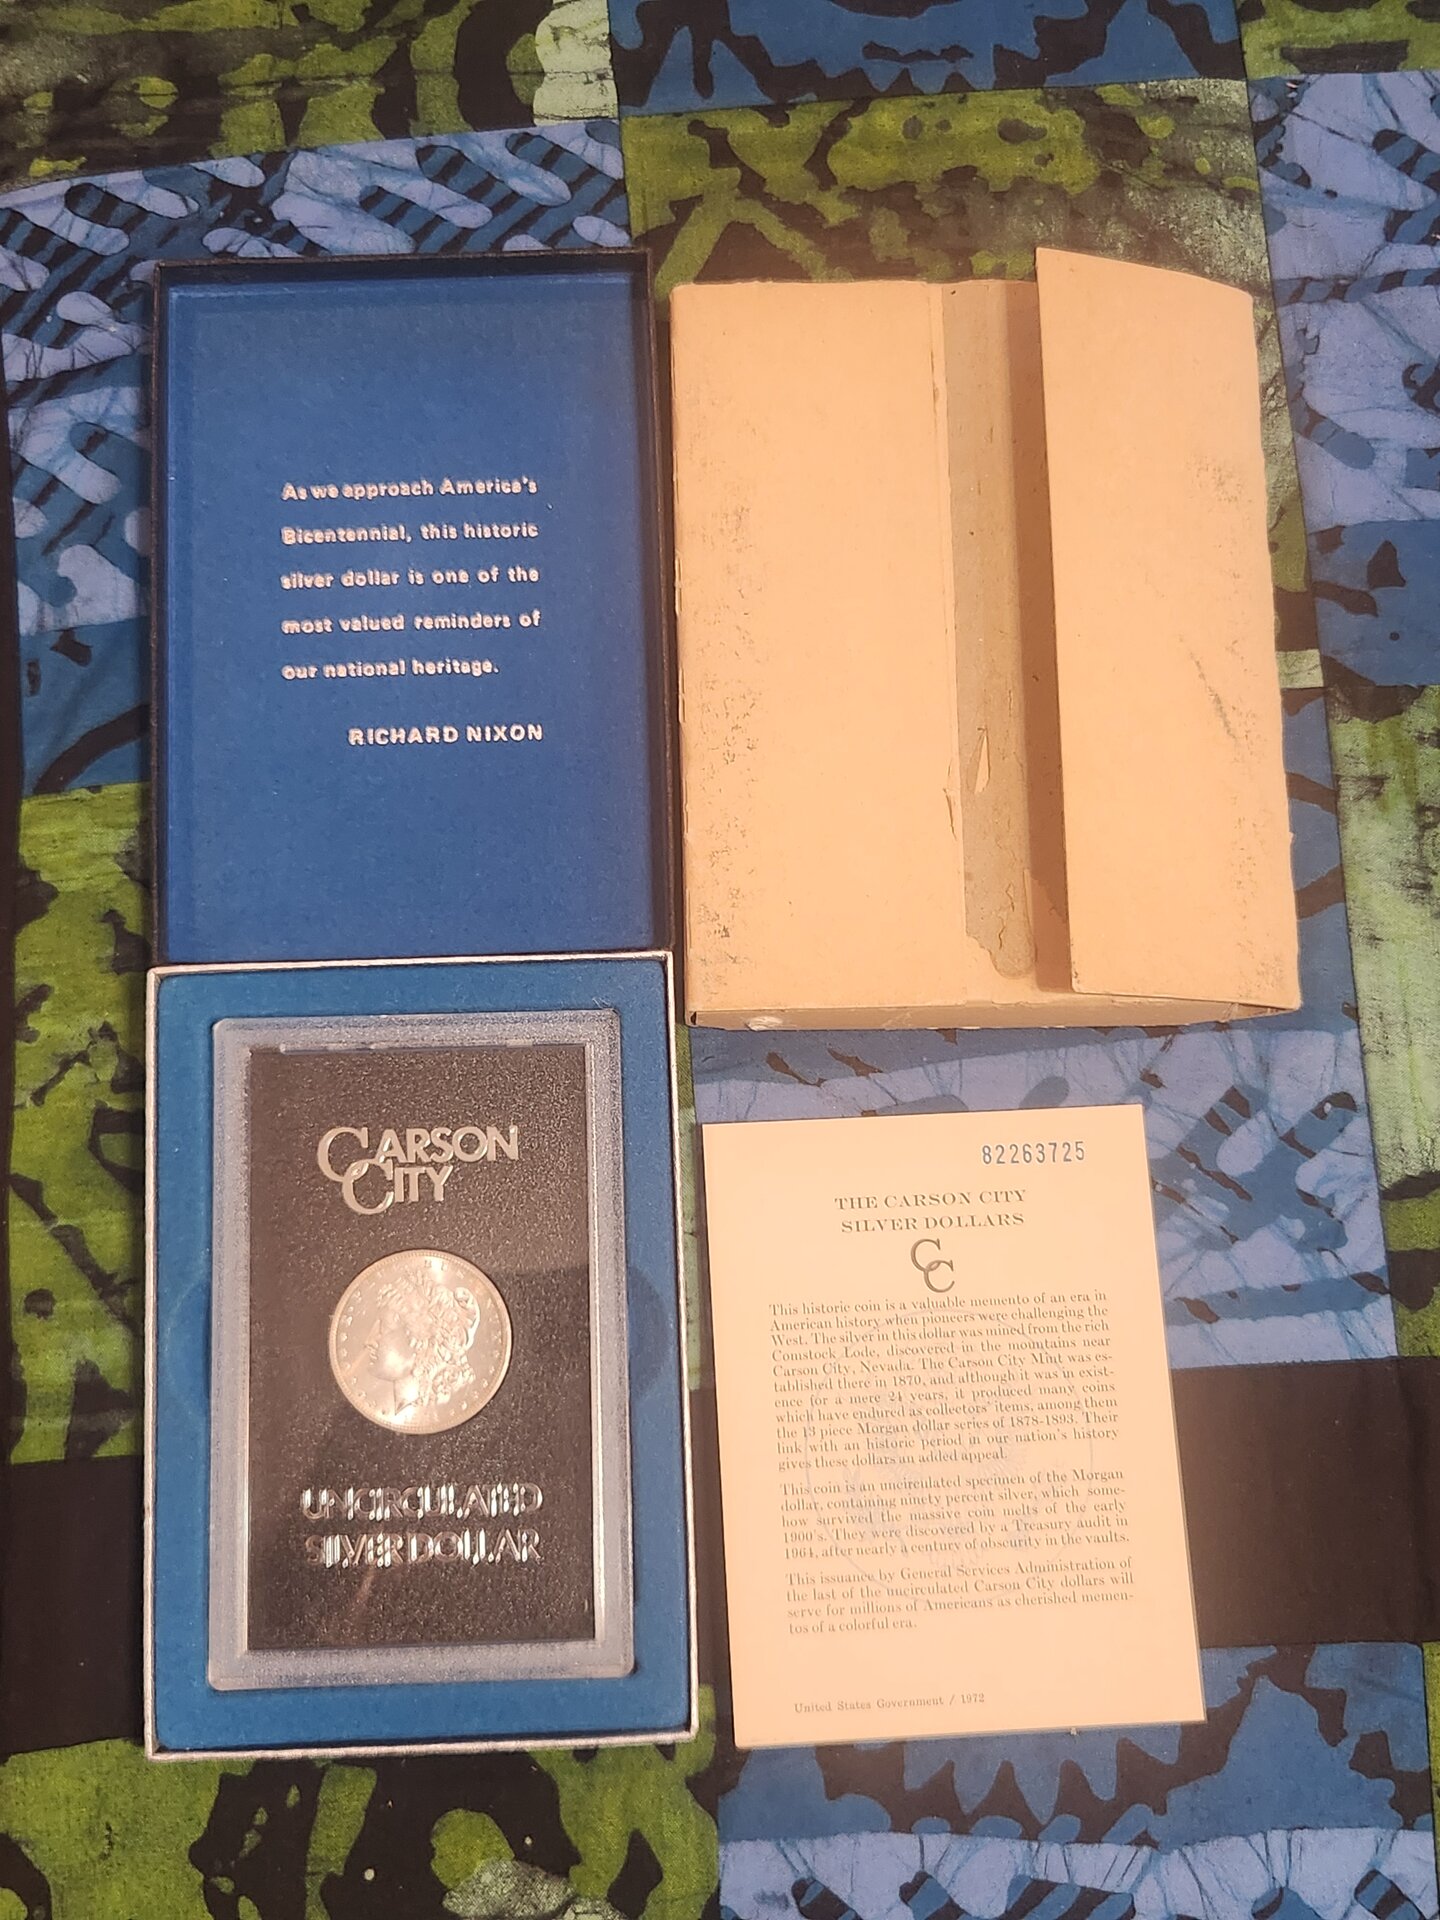 As we approach America's
Bicentennial, this historic
silver dollar is one of the
most valued reminders of
our national heritage.
RICHARD NIXON
CARSON
CITY
UNCIRCULATED
SILVER DOLLAR
82263725
THE CARSON CITY
SILVER DOLLARS
CC
This historic coin is a valuable memento of an era in
American history when pioneers were challenging the
West. The silver in this dollar was mined from the rich
Comstock Lode, discovered in the mountains near
Carson City, Nevada. The Carson City Mint was es-
tablished there in 1870, and although it was in exist-
ence for a mere 24 years, it produced many coins
which have endured as collectors' items, among them
the 13 piece Morgan dollar series of 1878-1893. Their
link with an historic period in our nation's history
gives these dollars an added appeal.
This coin is an uncirculated specimen of the Morgan
dollar, containing ninety percent silver, which some-
how survived the massive coin melts of the early
1900's. They were discovered by a Treasury audit in
1964, after nearly a century of obscurity in the vaults.
This issuance by General Services Administration of
the last of the uncirculated Carson City dollars will
serve for millions of Americans as cherished memen-
tos of a colorful era.
United States Government / 1972